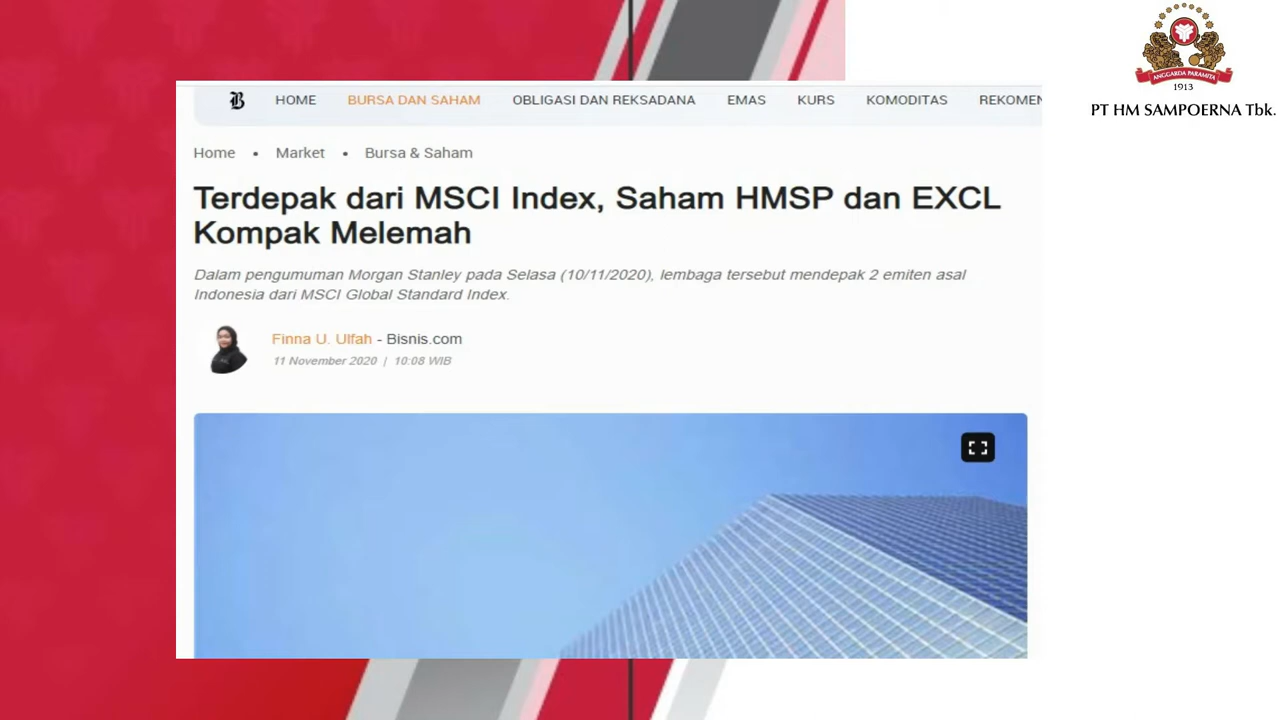 ANGGARDA PARAMITA
1913
PT HM SAMPOERNA Tbk.
B HOME BURSA DAN SAHAM OBLIGASI DAN REKSADANA EMAS KURS KOMODITAS REKOMEN
Home • Market • Bursa & Saham
Terdepak dari MSCI Index, Saham HMSP dan EXCL
Kompak Melemah
Dalam pengumuman Morgan Stanley pada Selasa (10/11/2020), lembaga tersebut mendepak 2 emiten asal
Indonesia dari MSCI Global Standard Index.
Finna U. Ulfah - Bisnis.com
11 November 2020 | 10:08 WIB